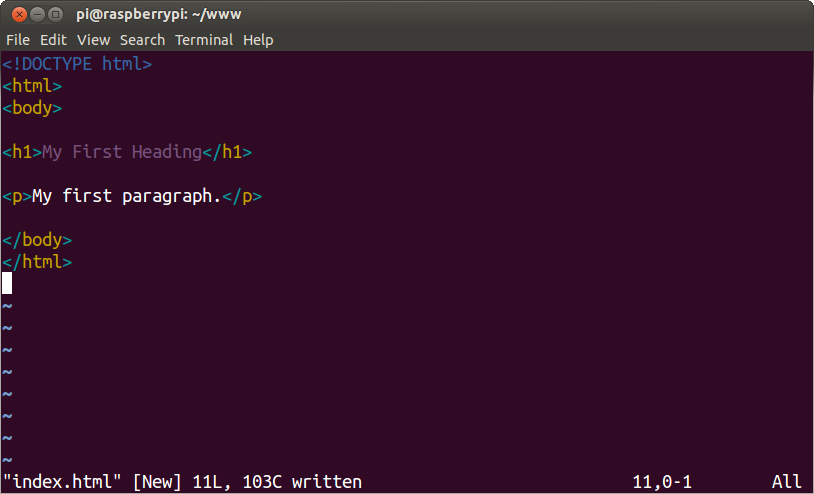 pi@raspberrypi: ~/www
File Edit View Search Terminal Help
<!DOCTYPE html>
<html>
<body>
<h1>My First Heading</h1>
<p>My first paragraph.</p>
</body>
</html>
~
~
~
~
~
~
~
~
"index.html" [New] 11L, 103C written 11,0-1 All